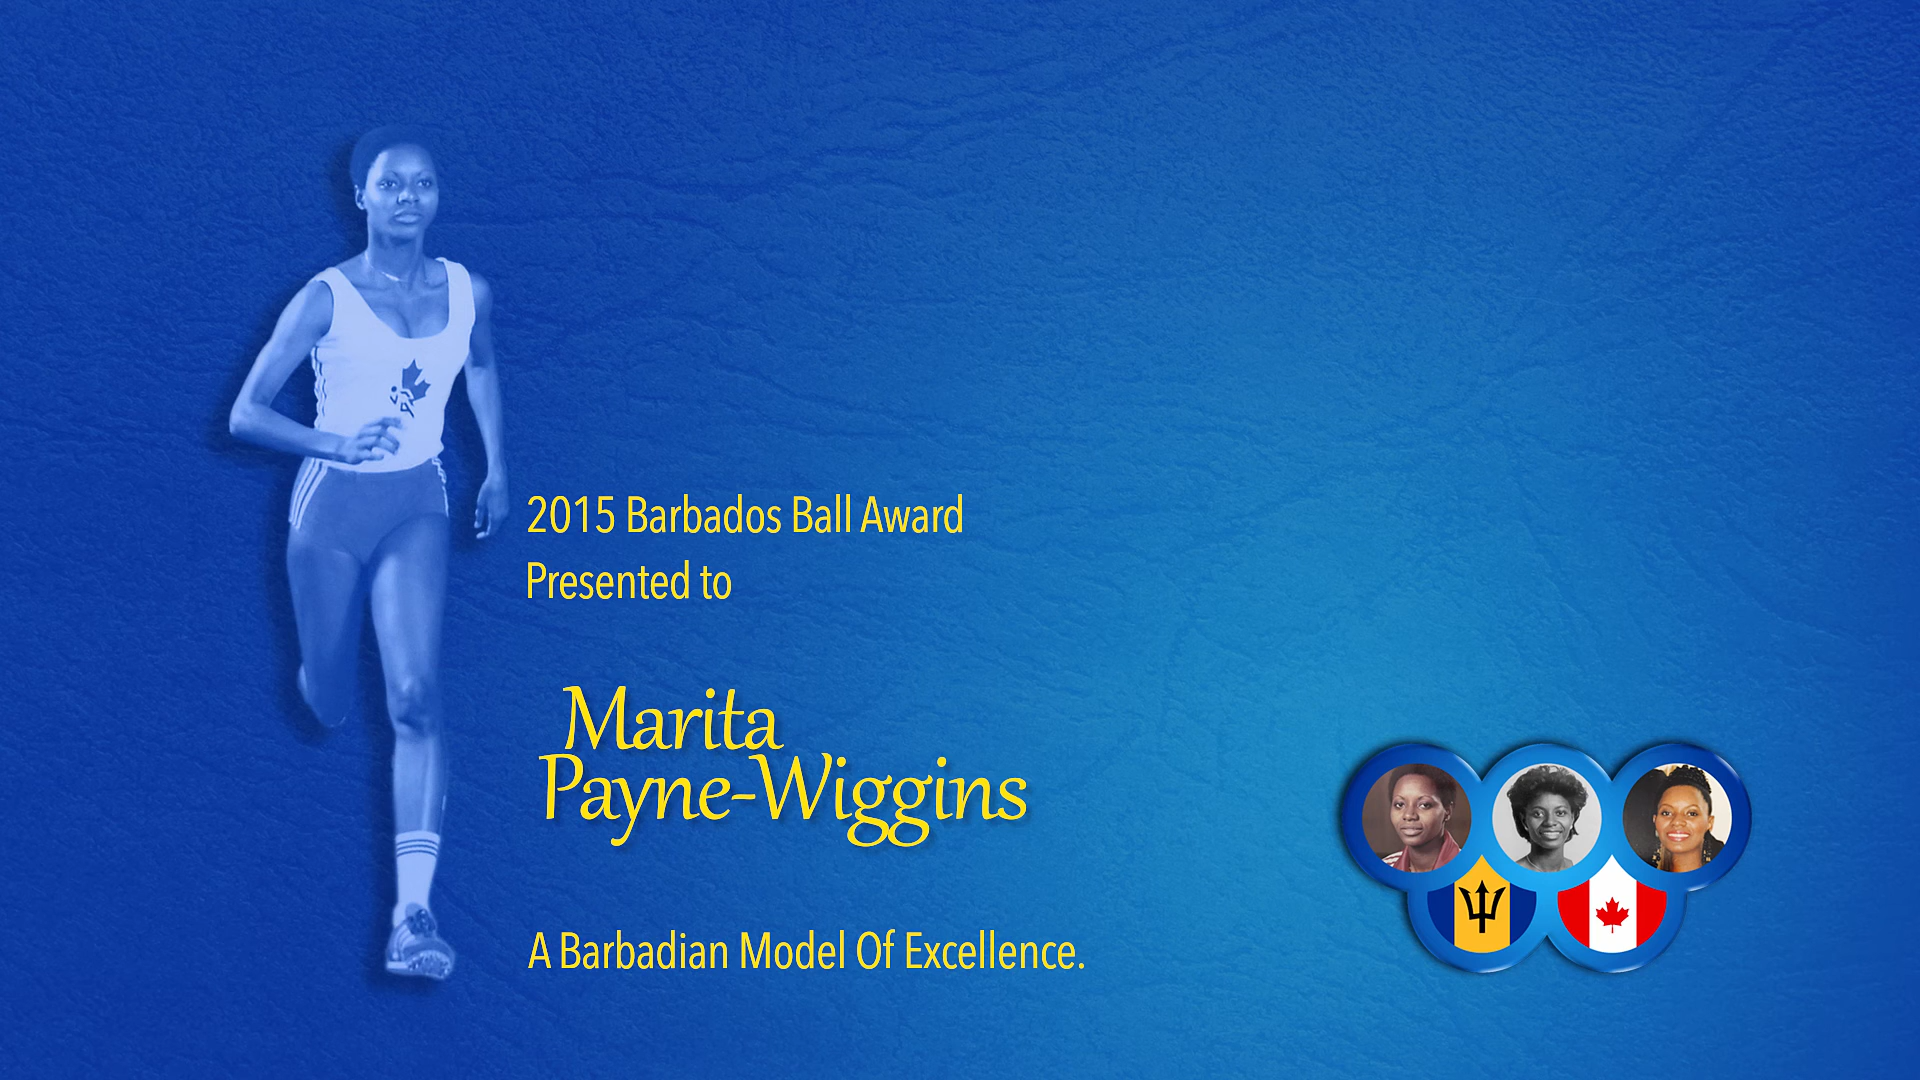 2015 Barbados Ball Award
Presented to
Marita
Payne-Wiggins
A Barbadian Model Of Excellence.